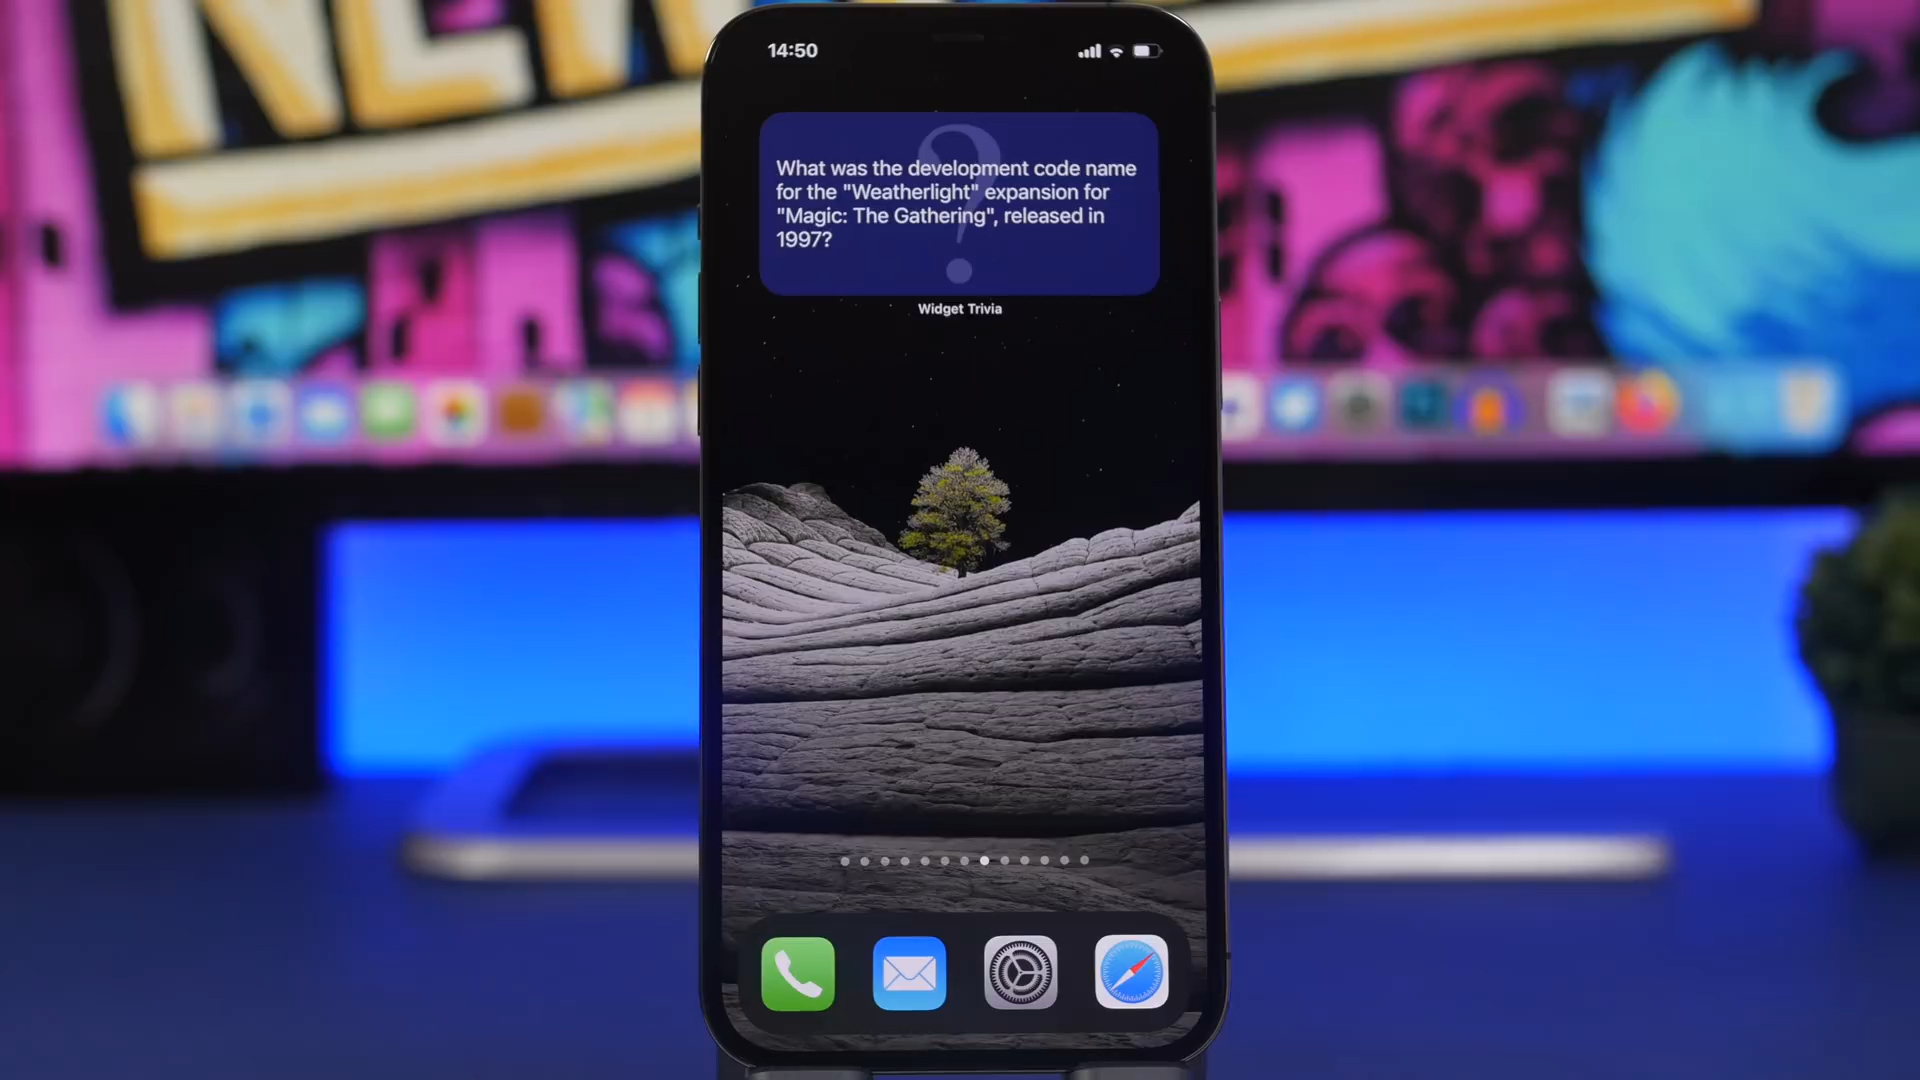 NEW
14:50
What was the development code name
for the "Weatherlight" expansion for
"Magic: The Gathering", released in
1997?
?
Widget Trivia